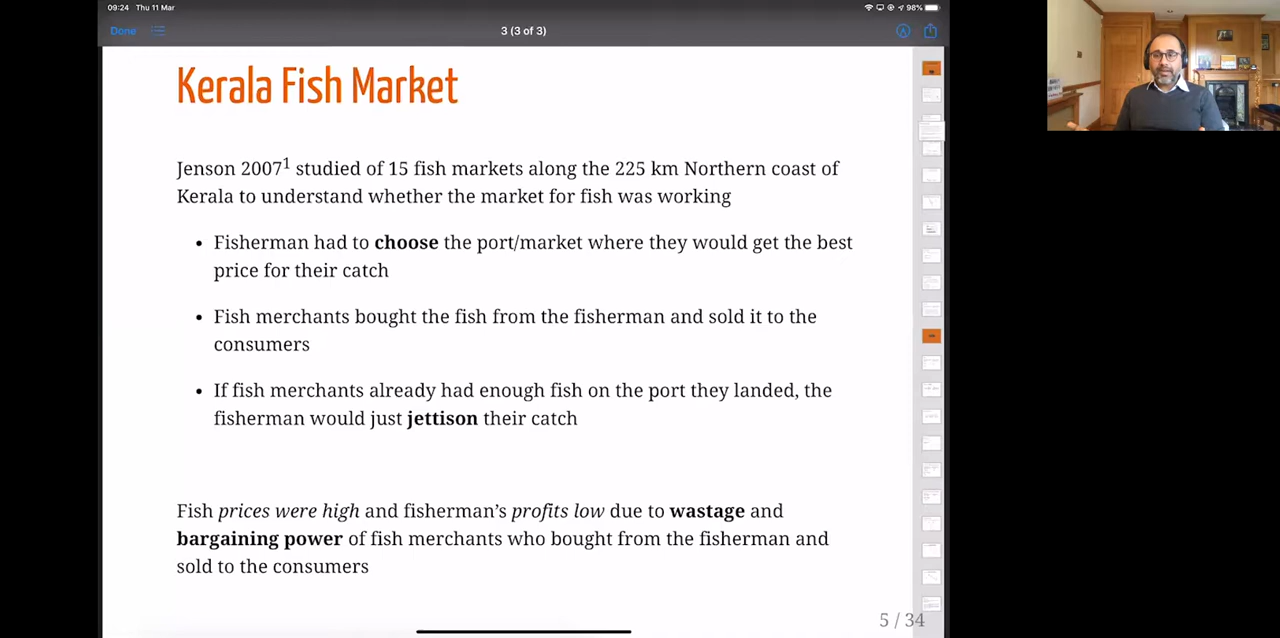 09:24 Thu 11 Mar
98%
Done
3 (3 of 3)
Kerala Fish Market
Jenson 2007¹ studied of 15 fish markets along the 225 km Northern coast of
Kerala to understand whether the market for fish was working
• Fisherman had to choose the port/market where they would get the best
price for their catch
• Fish merchants bought the fish from the fisherman and sold it to the
consumers
• If fish merchants already had enough fish on the port they landed, the
fisherman would just jettison their catch
Fish prces were high and fisherman's profits low due to wastage and
bargaining power of fish merchants who bought from the fisherman and
sold to the consumers
5 / 34